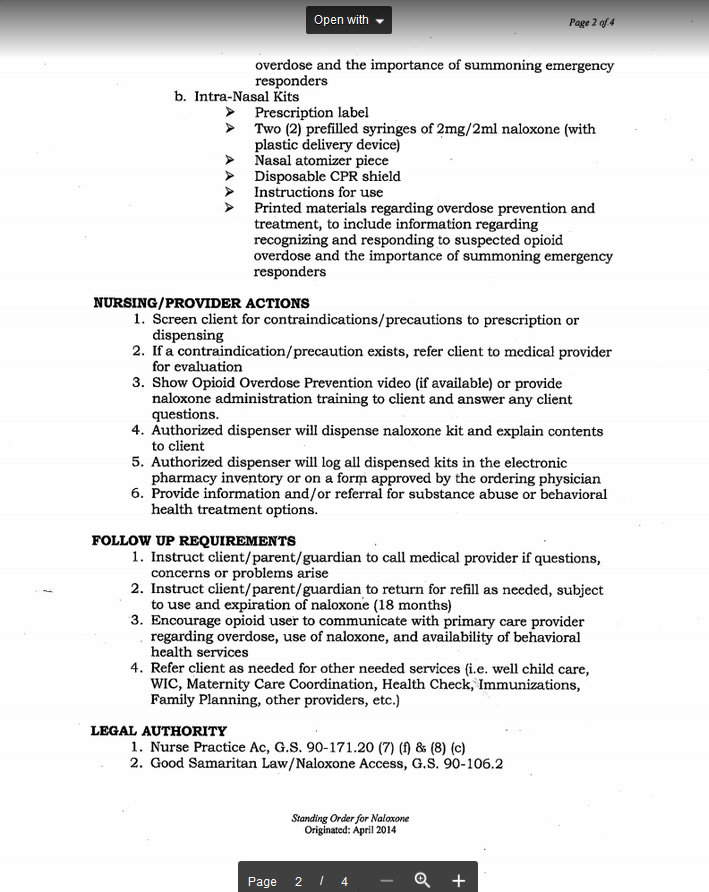 Open with
Page 2 of 4
overdose and the importance of summoning emergency
responders
b. Intra-Nasal Kits
➢ Prescription label
➢ Two (2) prefilled syringes of 2mg/2ml naloxone (with
plastic delivery device)
➢ Nasal atomizer piece
➢ Disposable CPR shield
➢ Instructions for use
➢ Printed materials regarding overdose prevention and
treatment, to include information regarding
recognizing and responding to suspected opioid
overdose and the importance of summoning emergency
responders
NURSING/PROVIDER ACTIONS
1. Screen client for contraindications/precautions to prescription or
dispensing
2. If a contraindication/precaution exists, refer client to medical provider
for evaluation
3. Show Opioid Overdose Prevention video (if available) or provide
naloxone administration training to client and answer any client
questions.
4. Authorized dispenser will dispense naloxone kit and explain contents
to client
5. Authorized dispenser will log all dispensed kits in the electronic
pharmacy inventory or on a form approved by the ordering physician
6. Provide information and/or referral for substance abuse or behavioral
health treatment options.
FOLLOW UP REQUIREMENTS
1. Instruct client/parent/guardian to call medical provider if questions,
concerns or problems arise
2. Instruct client/parent/guardian to return for refill as needed, subject
to use and expiration of naloxone (18 months)
3. Encourage opioid user to communicate with primary care provider
regarding overdose, use of naloxone, and availability of behavioral
health services
4. Refer client as needed for other needed services (i.e. well child care,
WIC, Maternity Care Coordination, Health Check, Immunizations,
Family Planning, other providers, etc.)
LEGAL AUTHORITY
1. Nurse Practice Ac, G.S. 90-171.20 (7) (f) & (8) (c)
2. Good Samaritan Law/Naloxone Access, G.S. 90-106.2
Standing Order for Naloxone
Originated: April 2014
Page 2 / 4